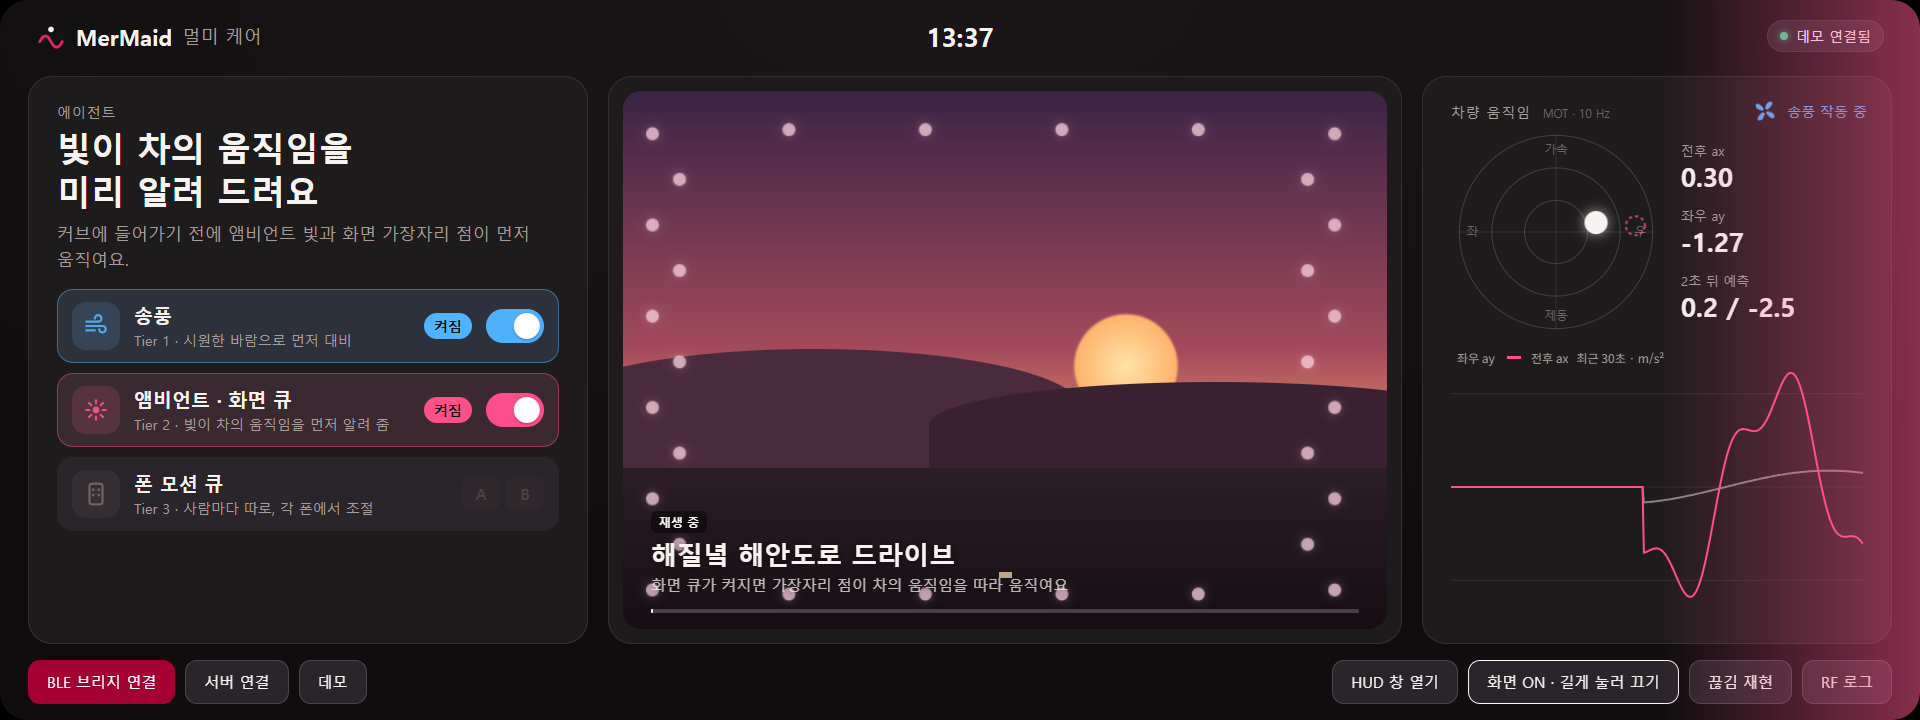 MerMaid 멀미 케어
13:37
데모 연결됨
에이전트
빛이 차의 움직임을
미리 알려 드려요
커브에 들어가기 전에 앰비언트 빛과 화면 가장자리 점이 먼저
움직여요.
송풍
Tier 1 · 시원한 바람으로 먼저 대비
켜짐
앰비언트 · 화면 큐
Tier 2 · 빛이 차의 움직임을 먼저 알려 줌
켜짐
폰 모션 큐
Tier 3 · 사람마다 따로, 각 폰에서 조절
A B
재생 중
해질녘 해안도로 드라이브
화면 큐가 켜지면 가장자리 점이 차의 움직임을 따라 움직여요
차량 움직임 MOT · 10 Hz
송풍 작동 중
가속
좌
우
제동
전후 ax
0.30
좌우 ay
-1.27
2초 뒤 예측
0.2 / -2.5
좌우 ay 전후 ax 최근 30초 · m/s²
BLE 브리지 연결
서버 연결
데모
HUD 창 열기
화면 ON · 길게 눌러 끄기
끊김 재현
RF 로그